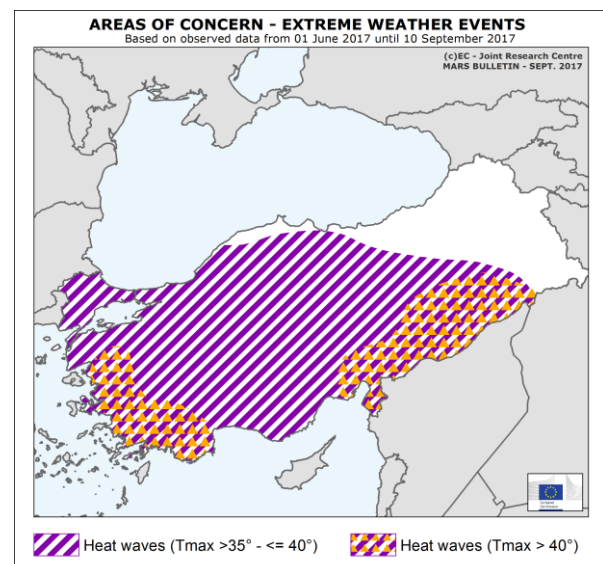 AREAS OF CONCERN - EXTREME WEATHER EVENTS
Based on observed data from 01 June 2017 until 10 September 2017
(c)EC - Joint Research Centre
MARS BULLETIN - SEPT. 2017
Heat waves (Tmax >35° - <= 40°)
Heat waves (Tmax > 40°)